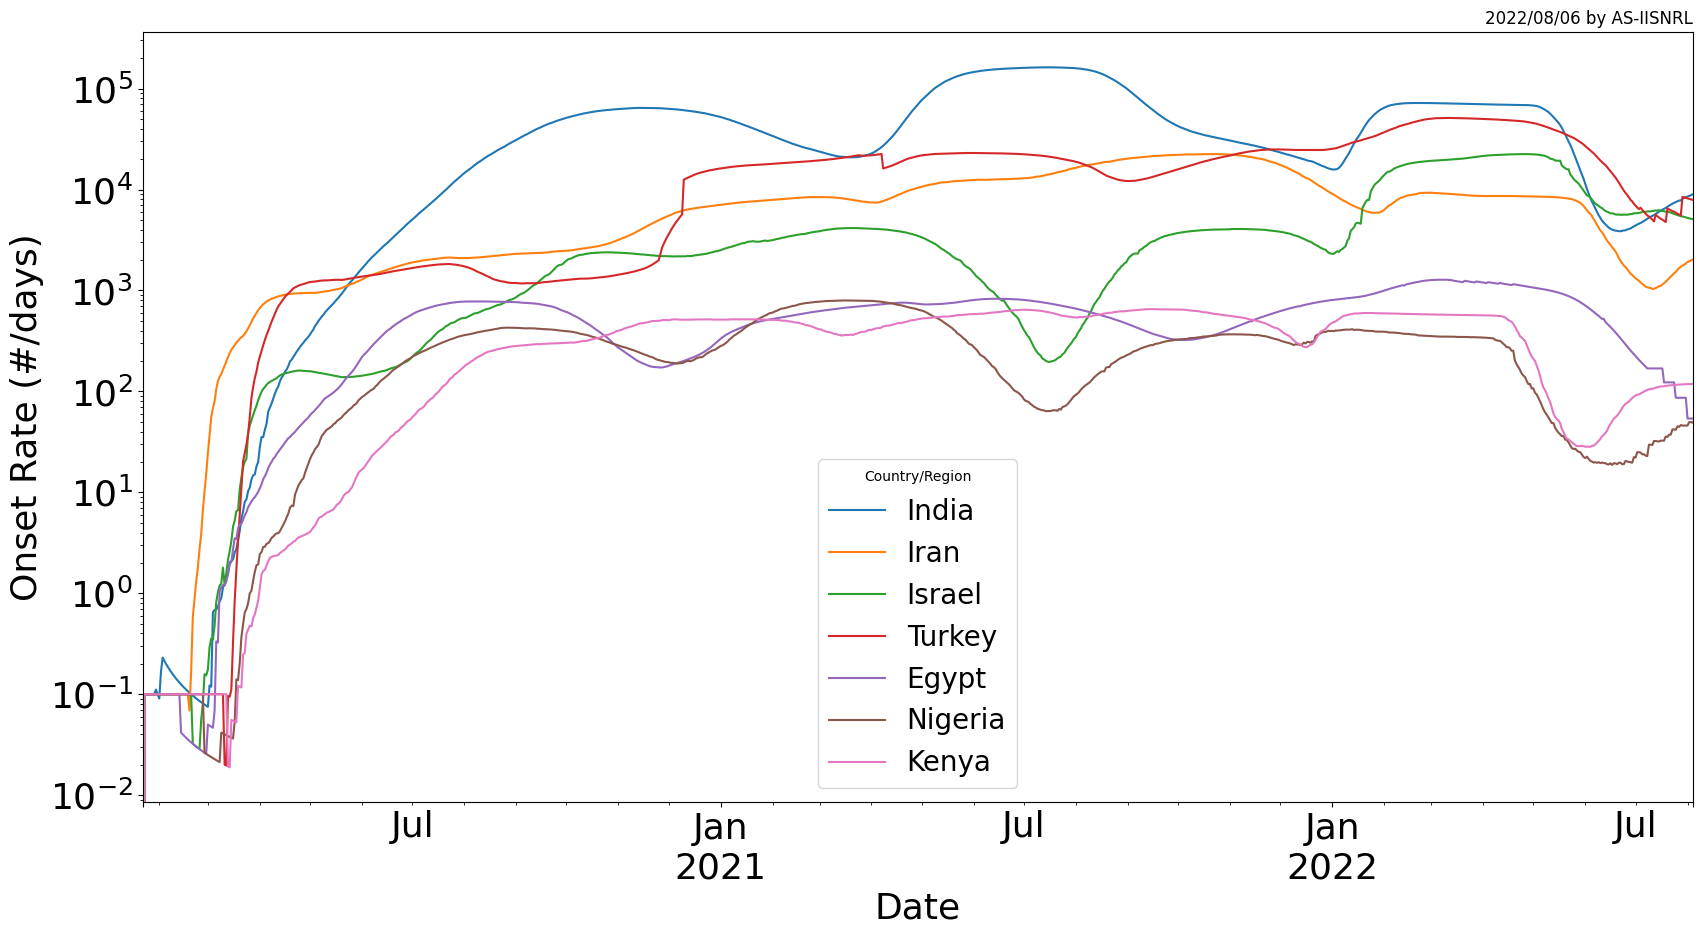 2022/08/06 by AS-IISNRL
Onset Rate (#/days)
10^5
10^4
10^3
10^2
10^1
10^0
10^−1
10^−2
Country/Region
India
Iran
Israel
Turkey
Egypt
Nigeria
Kenya
Jul
Jan
2021
Jul
Jan
2022
Jul
Date